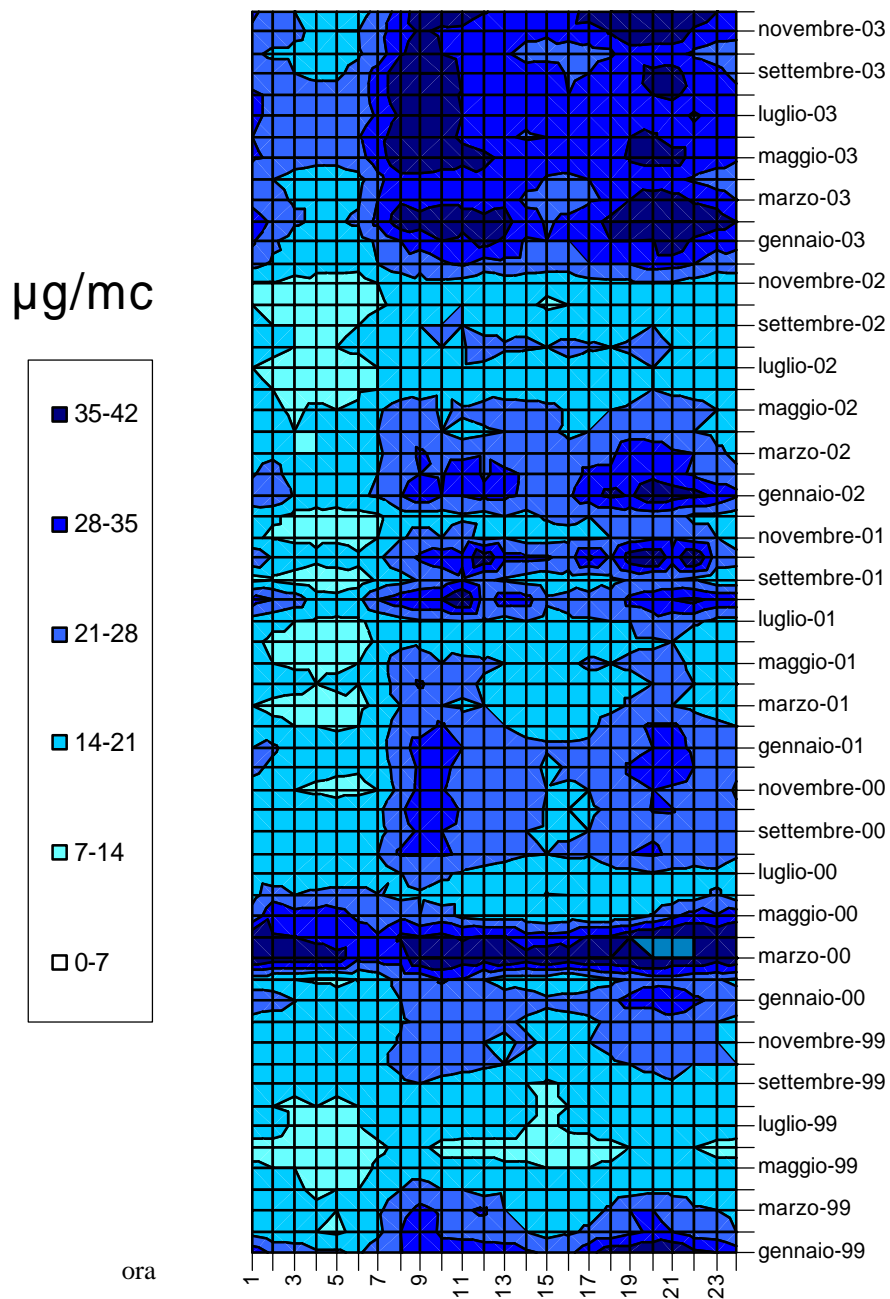 µg/mc
35-42
28-35
21-28
14-21
7-14
0-7
novembre-03
settembre-03
luglio-03
maggio-03
marzo-03
gennaio-03
novembre-02
settembre-02
luglio-02
maggio-02
marzo-02
gennaio-02
novembre-01
settembre-01
luglio-01
maggio-01
marzo-01
gennaio-01
novembre-00
settembre-00
luglio-00
maggio-00
marzo-00
gennaio-00
novembre-99
settembre-99
luglio-99
maggio-99
marzo-99
gennaio-99
ora
1 3 5 7 9 11 13 15 17 19 21 23